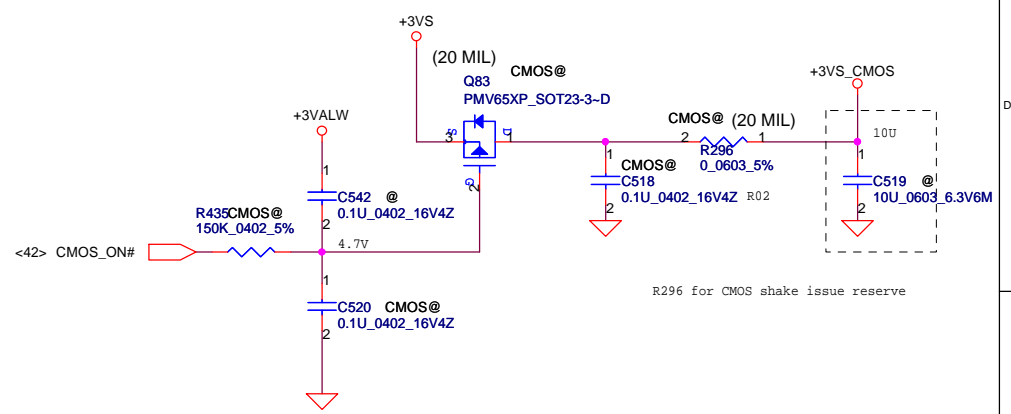 +3VS
(20 MIL)
CMOS@
Q83
PMV65XP_SOT23-3~D
+3VS_CMOS
D
+3VALW
S
3
D
1
G
2
CMOS@
(20 MIL)
2
1
R296
0_0603_5%
10U
1
C542 @
0.1U_0402_16V4Z
2
1
CMOS@
C518
0.1U_0402_16V4Z
R02
2
1
C519 @
10U_0603_6.3V6M
2
R435CMOS@
150K_0402_5%
4.7V
<42> CMOS_ON#
1
C520 CMOS@
0.1U_0402_16V4Z
2
R296 for CMOS shake issue reserve